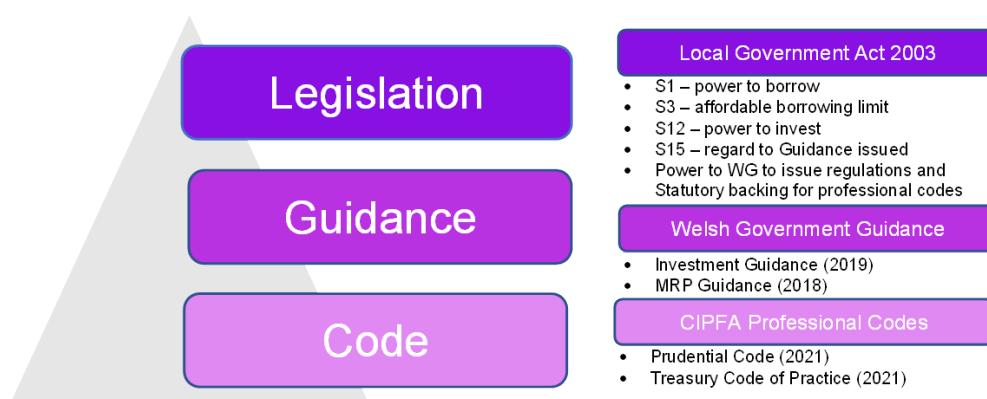 Legislation
Guidance
Code
Local Government Act 2003
• S1 – power to borrow
• S3 – affordable borrowing limit
• S12 – power to invest
• S15 – regard to Guidance issued
• Power to WG to issue regulations and
Statutory backing for professional codes
Welsh Government Guidance
• Investment Guidance (2019)
• MRP Guidance (2018)
CIPFA Professional Codes
• Prudential Code (2021)
• Treasury Code of Practice (2021)